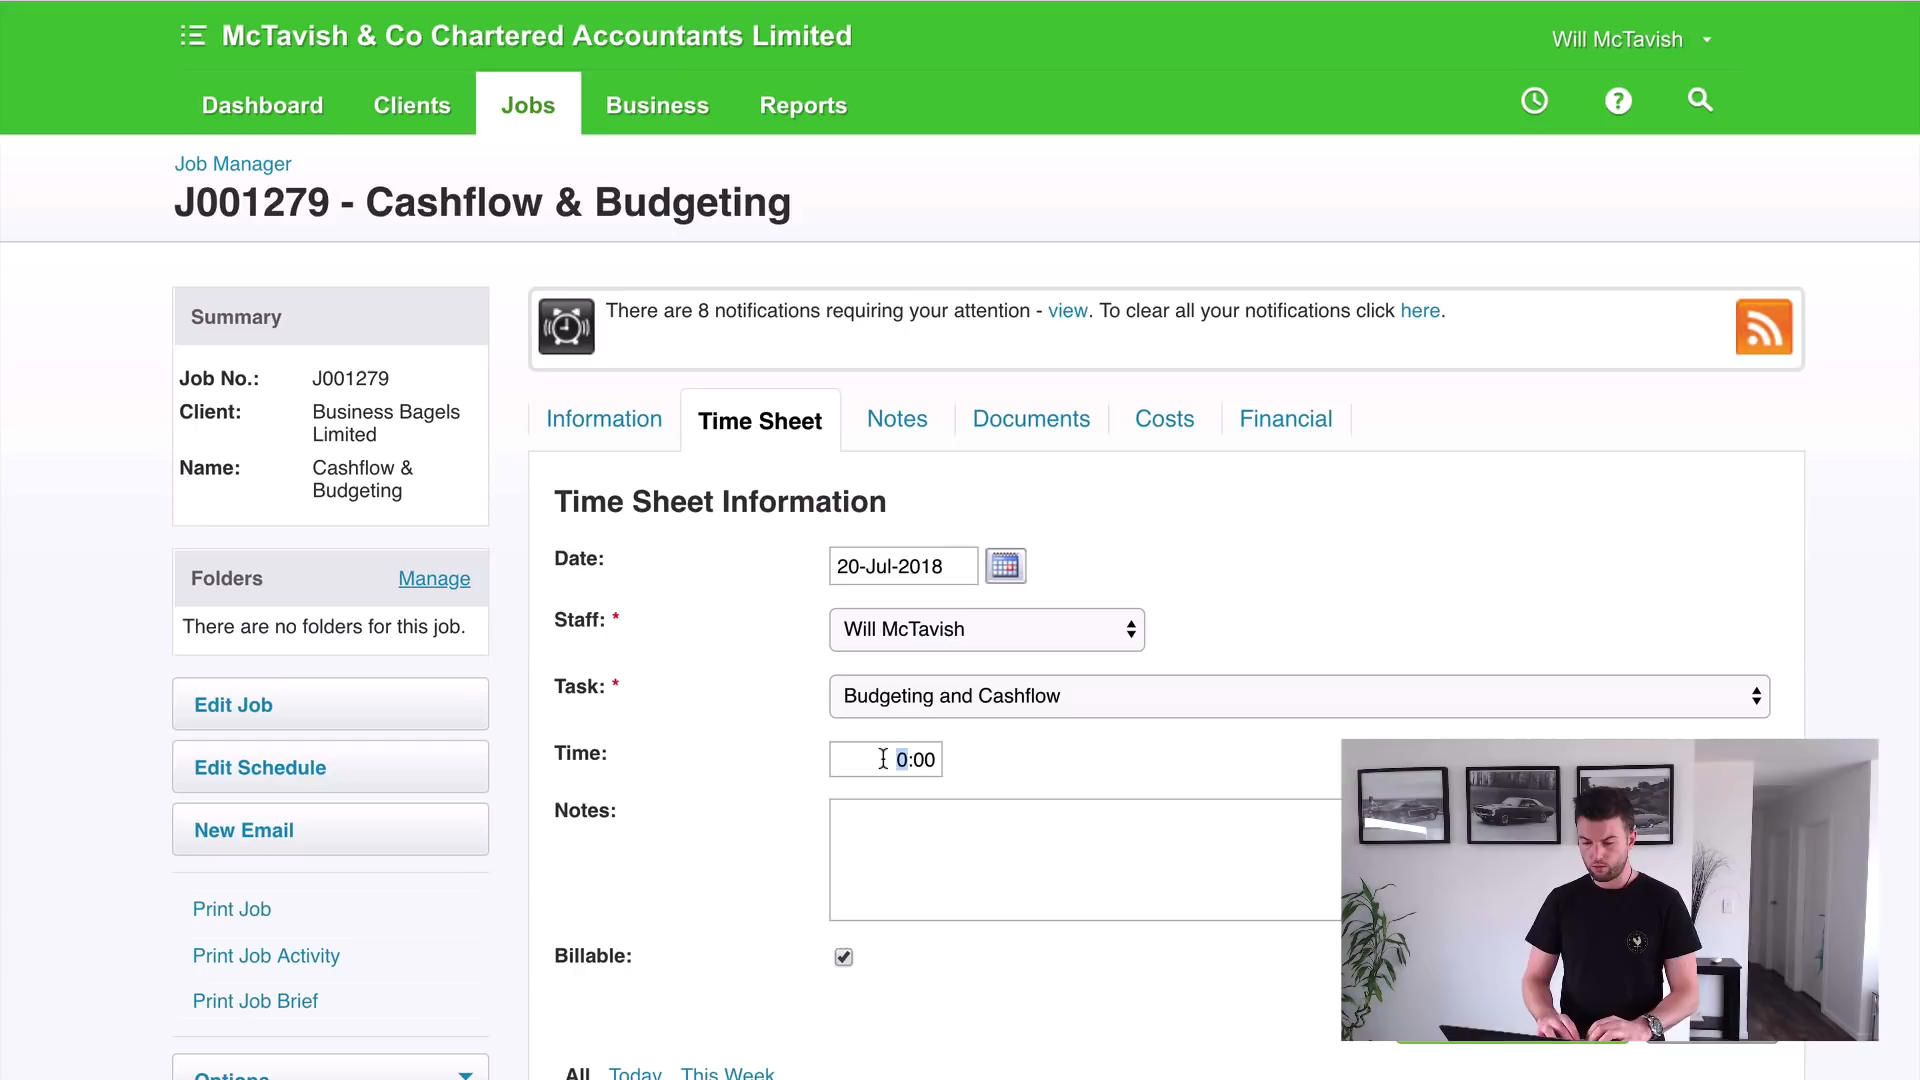 McTavish & Co Chartered Accountants Limited
Will McTavish
Dashboard
Clients
Jobs
Business
Reports
?
Job Manager
J001279 - Cashflow & Budgeting
Summary
Job No.: J001279
Client: Business Bagels
Limited
Name: Cashflow &
Budgeting
Folders Manage
There are no folders for this job.
Edit Job
Edit Schedule
New Email
Print Job
Print Job Activity
Print Job Brief
Options
There are 8 notifications requiring your attention - view. To clear all your notifications click here.
Information
Time Sheet
Notes
Documents
Costs
Financial
Time Sheet Information
Date: 20-Jul-2018
Staff: * Will McTavish
Task: * Budgeting and Cashflow
Time: 0:00
Notes:
Billable:
All Today This Week